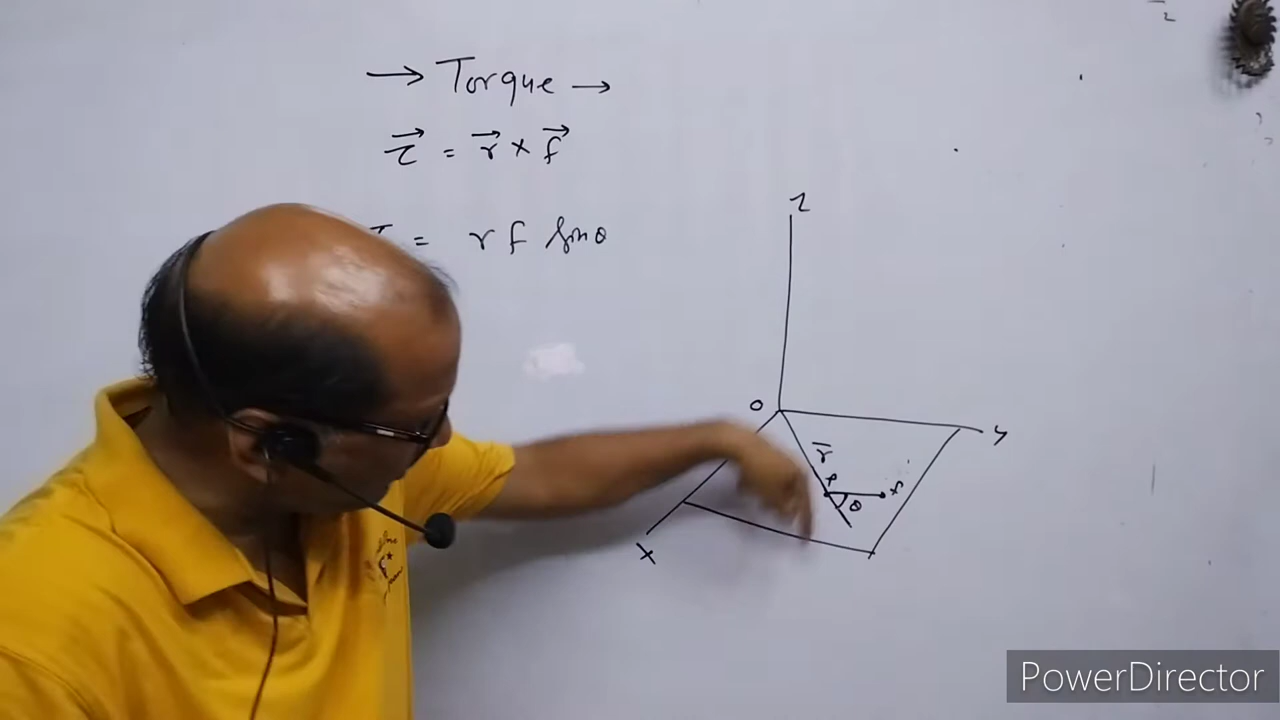 → Torque →
τ⃗ = r⃗ × f⃗
τ = r f sinθ
Z
O
Y
r⃗
P
f
θ
X
PowerDirector